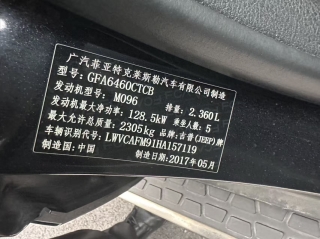 广汽菲亚特克莱斯勒汽车有限公司制造
型号: GFA6460CTCB
发动机型号: M096 排量: 2.360L
发动机最大净功率: 128.5kW 乘坐人数: 5
最大允许总质量: 2305kg 品牌: 吉普(JEEP)牌
车辆识别代号: LWVCAFM91HA157119
制造国: 中国 制造日期: 2017年05月